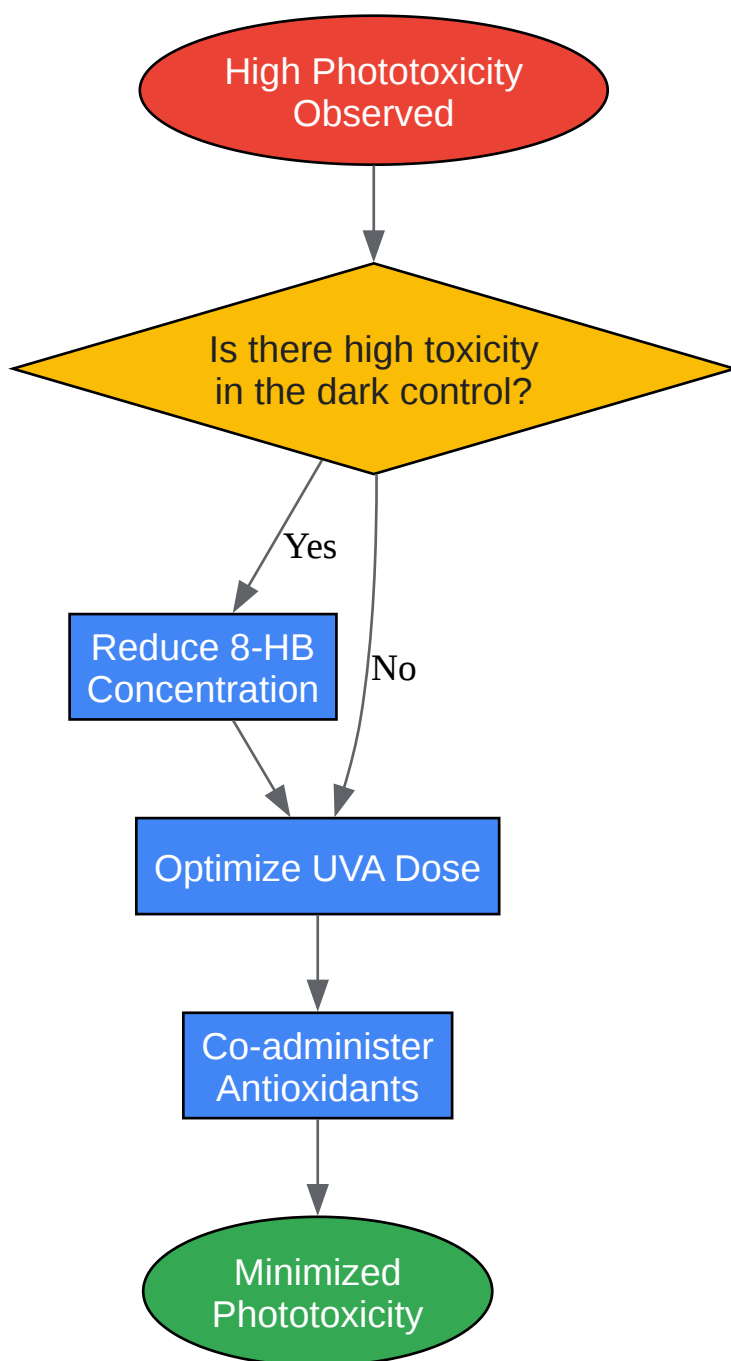 High Phototoxicity
Observed
Is there high toxicity
in the dark control?
Yes
Reduce 8-HB
Concentration
No
Optimize UVA Dose
Co-administer
Antioxidants
Minimized
Phototoxicity